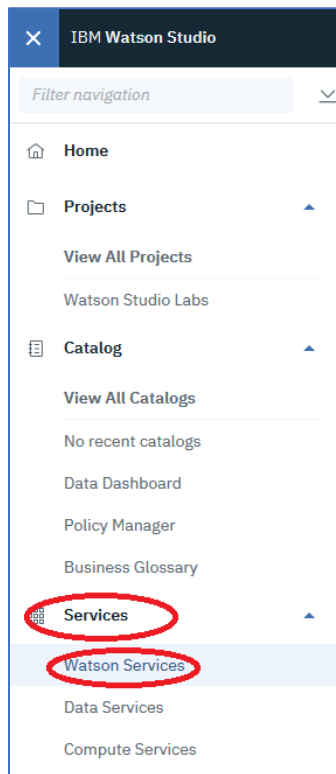 IBM Watson Studio
Filter navigation
Home
Projects
View All Projects
Watson Studio Labs
Catalog
View All Catalogs
No recent catalogs
Data Dashboard
Policy Manager
Business Glossary
Services
Watson Services
Data Services
Compute Services